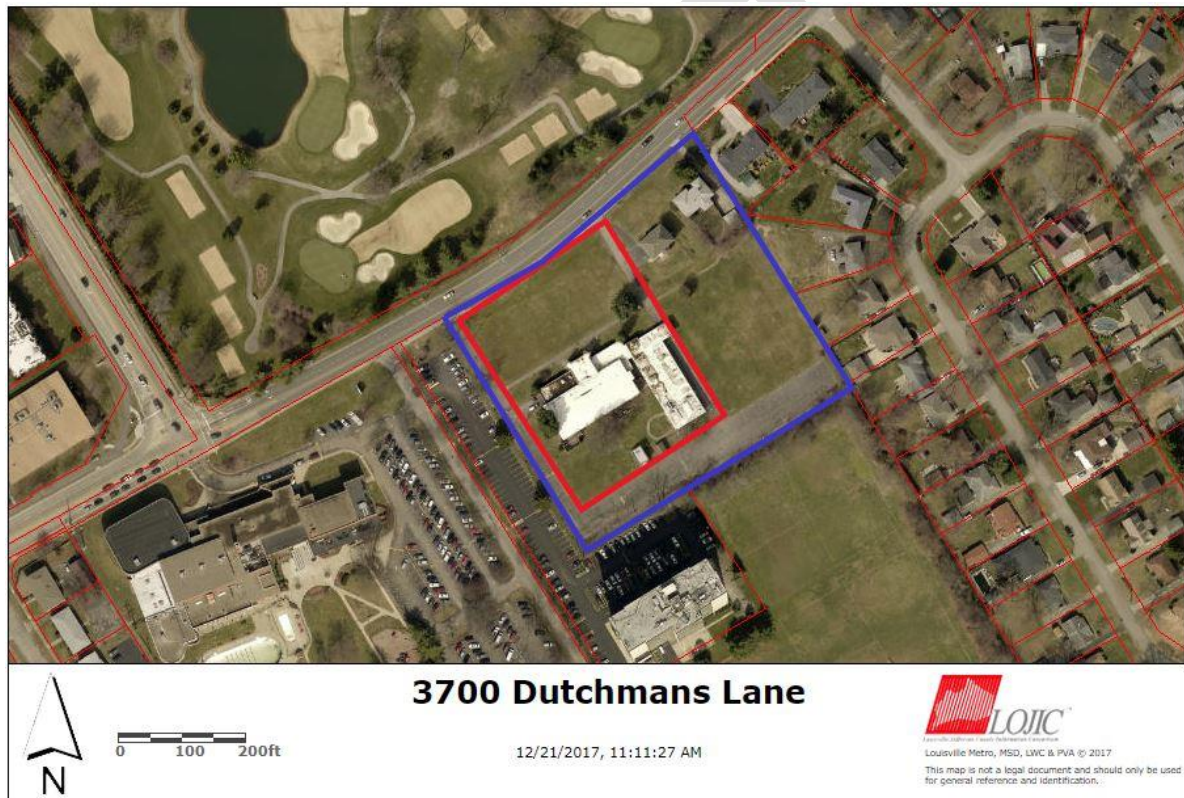 3700 Dutchmans Lane
N
0 100 200ft
12/21/2017, 11:11:27 AM
LOJIC
Louisville Metro, MSD, LWC & PVA © 2017
This map is not a legal document and should only be used
for general reference and identification.